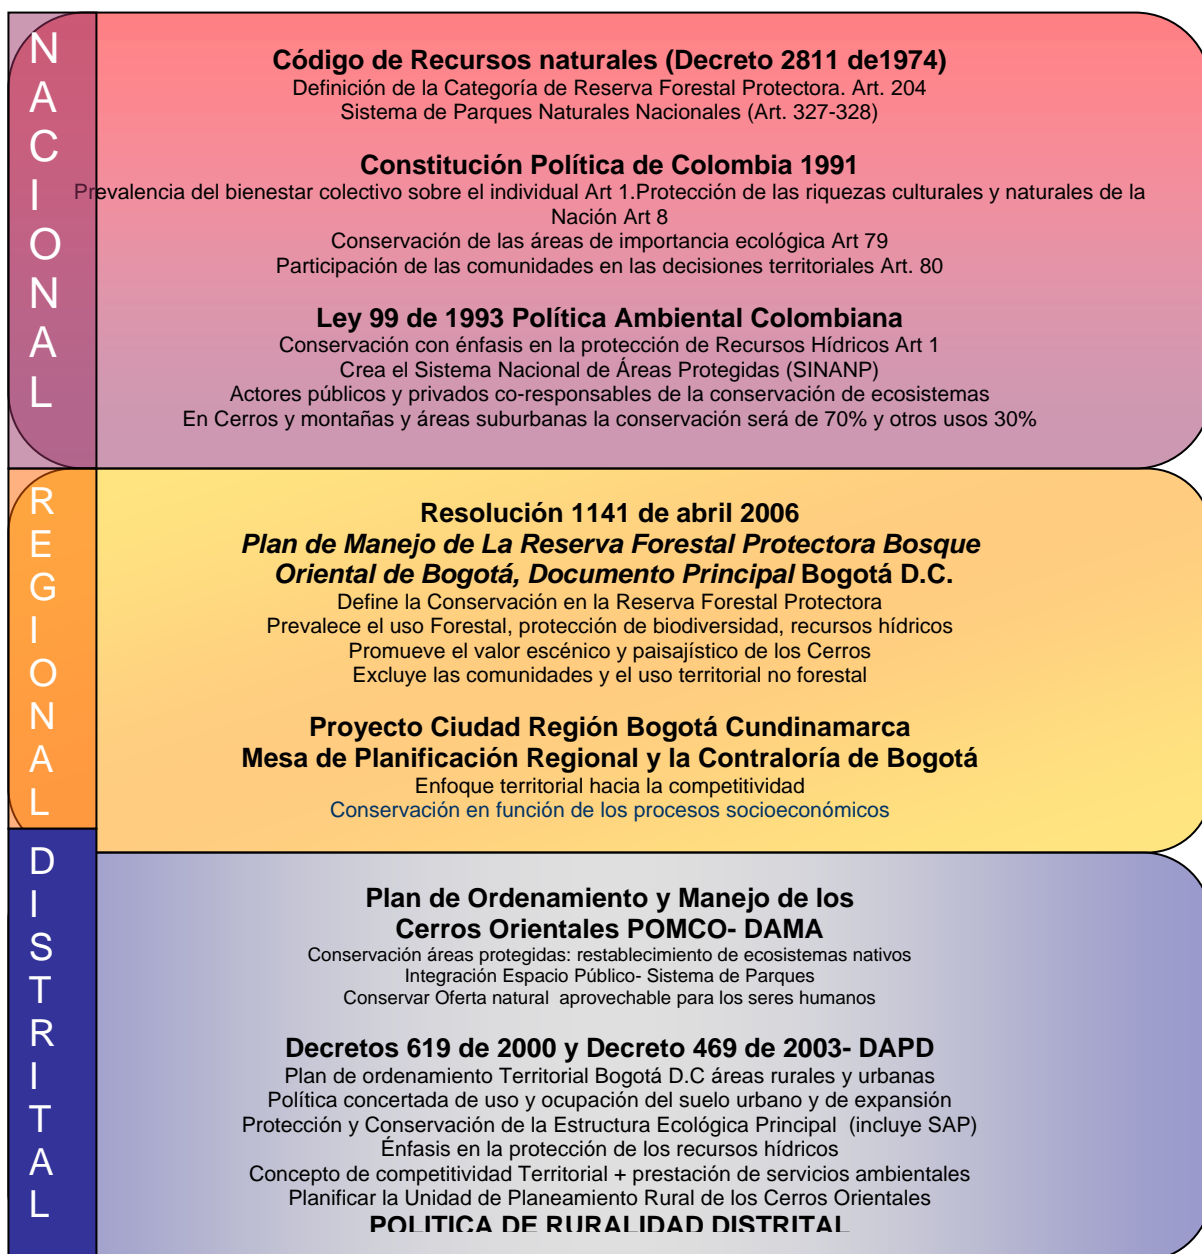 NACIONAL
Código de Recursos naturales (Decreto 2811 de1974)
Definición de la Categoría de Reserva Forestal Protectora. Art. 204
Sistema de Parques Naturales Nacionales (Art. 327-328)
Constitución Política de Colombia 1991
Prevalencia del bienestar colectivo sobre el individual Art 1.Protección de las riquezas culturales y naturales de la
Nación Art 8
Conservación de las áreas de importancia ecológica Art 79
Participación de las comunidades en las decisiones territoriales Art. 80
Ley 99 de 1993 Política Ambiental Colombiana
Conservación con énfasis en la protección de Recursos Hídricos Art 1
Crea el Sistema Nacional de Áreas Protegidas (SINANP)
Actores públicos y privados co-responsables de la conservación de ecosistemas
En Cerros y montañas y áreas suburbanas la conservación será de 70% y otros usos 30%
REGIONAL
Resolución 1141 de abril 2006
Plan de Manejo de La Reserva Forestal Protectora Bosque
Oriental de Bogotá, Documento Principal Bogotá D.C.
Define la Conservación en la Reserva Forestal Protectora
Prevalece el uso Forestal, protección de biodiversidad, recursos hídricos
Promueve el valor escénico y paisajístico de los Cerros
Excluye las comunidades y el uso territorial no forestal
Proyecto Ciudad Región Bogotá Cundinamarca
Mesa de Planificación Regional y la Contraloría de Bogotá
Enfoque territorial hacia la competitividad
Conservación en función de los procesos socioeconómicos
DISTRITAL
Plan de Ordenamiento y Manejo de los
Cerros Orientales POMCO- DAMA
Conservación áreas protegidas: restablecimiento de ecosistemas nativos
Integración Espacio Público- Sistema de Parques
Conservar Oferta natural aprovechable para los seres humanos
Decretos 619 de 2000 y Decreto 469 de 2003- DAPD
Plan de ordenamiento Territorial Bogotá D.C áreas rurales y urbanas
Política concertada de uso y ocupación del suelo urbano y de expansión
Protección y Conservación de la Estructura Ecológica Principal (incluye SAP)
Énfasis en la protección de los recursos hídricos
Concepto de competitividad Territorial + prestación de servicios ambientales
Planificar la Unidad de Planeamiento Rural de los Cerros Orientales
POLITICA DE RURALIDAD DISTRITAL